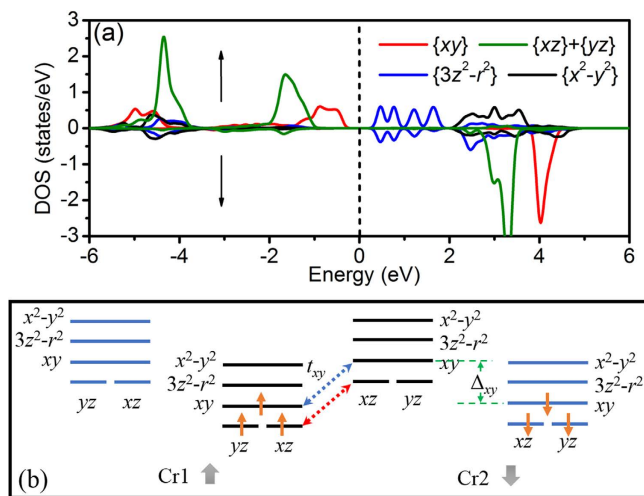 (a)
{xy} {xz}+{yz}
{3z²-r²} {x²-y²}
DOS (states/eV)
3
2
1
0
1
2
3
-6 -4 -2 0 2 4 6
Energy (eV)
x²-y²
3z²-r²
xy
yz xz
x²-y²
3z²-r²
xy
yz xz
t_xy
x²-y²
3z²-r²
xy
xz yz
Δ_xy
x²-y²
3z²-r²
xy
xz yz
(b)
Cr1
Cr2